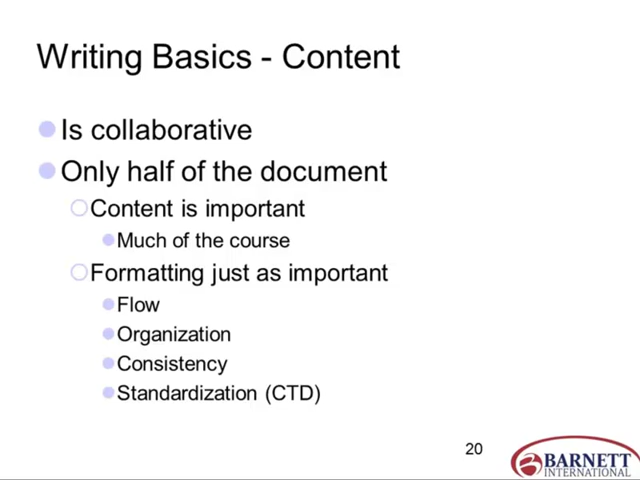 Writing Basics - Content
Is collaborative
Only half of the document
Content is important
Much of the course
Formatting just as important
Flow
Organization
Consistency
Standardization (CTD)
20
BARNETT
INTERNATIONAL